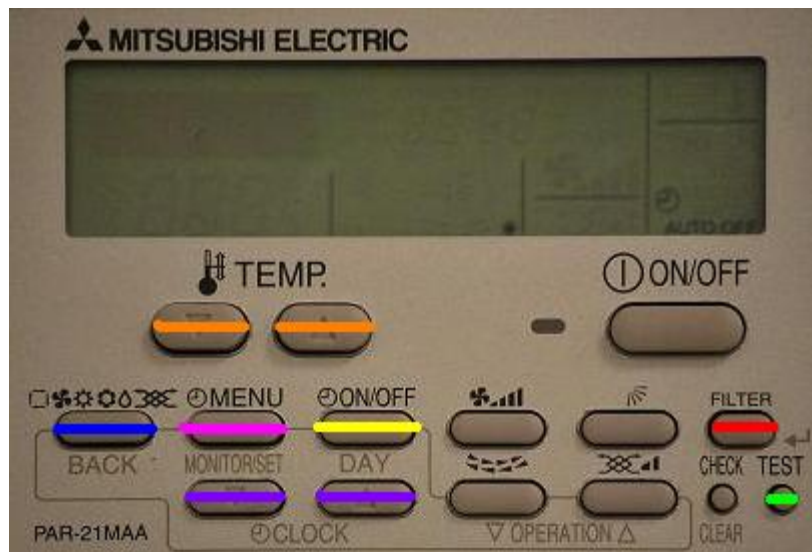 MITSUBISHI ELECTRIC
AUTO OFF
TEMP.
ON/OFF
MENU
ON/OFF
FILTER
BACK
MONITOR/SET
DAY
CHECK
TEST
PAR-21MAA
CLOCK
▽ OPERATION △
CLEAR